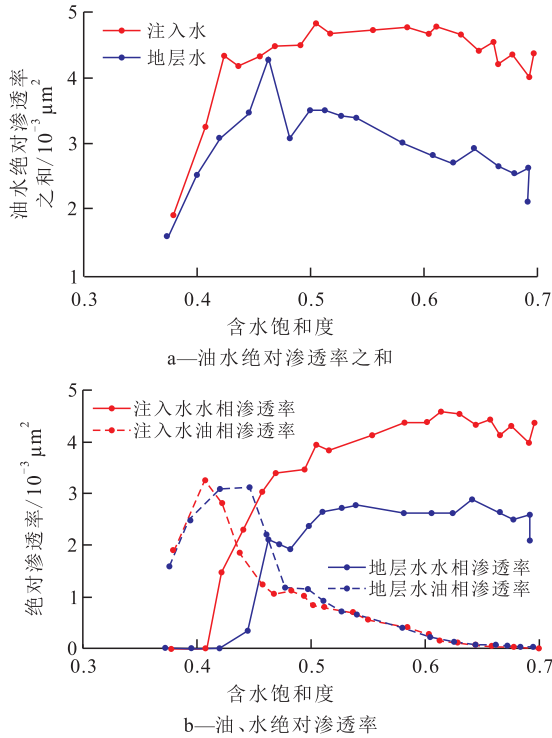 5
注入水
地层水
4
油水绝对渗透率
之和/10⁻³ μm²
3
2
1
0.3 0.4 0.5 0.6 0.7
含水饱和度
a—油水绝对渗透率之和
5
注入水水相渗透率
注入水油相渗透率
4
绝对渗透率/10⁻³ μm²
3
2
地层水水相渗透率
地层水油相渗透率
1
0
0.3 0.4 0.5 0.6 0.7
含水饱和度
b—油、水绝对渗透率